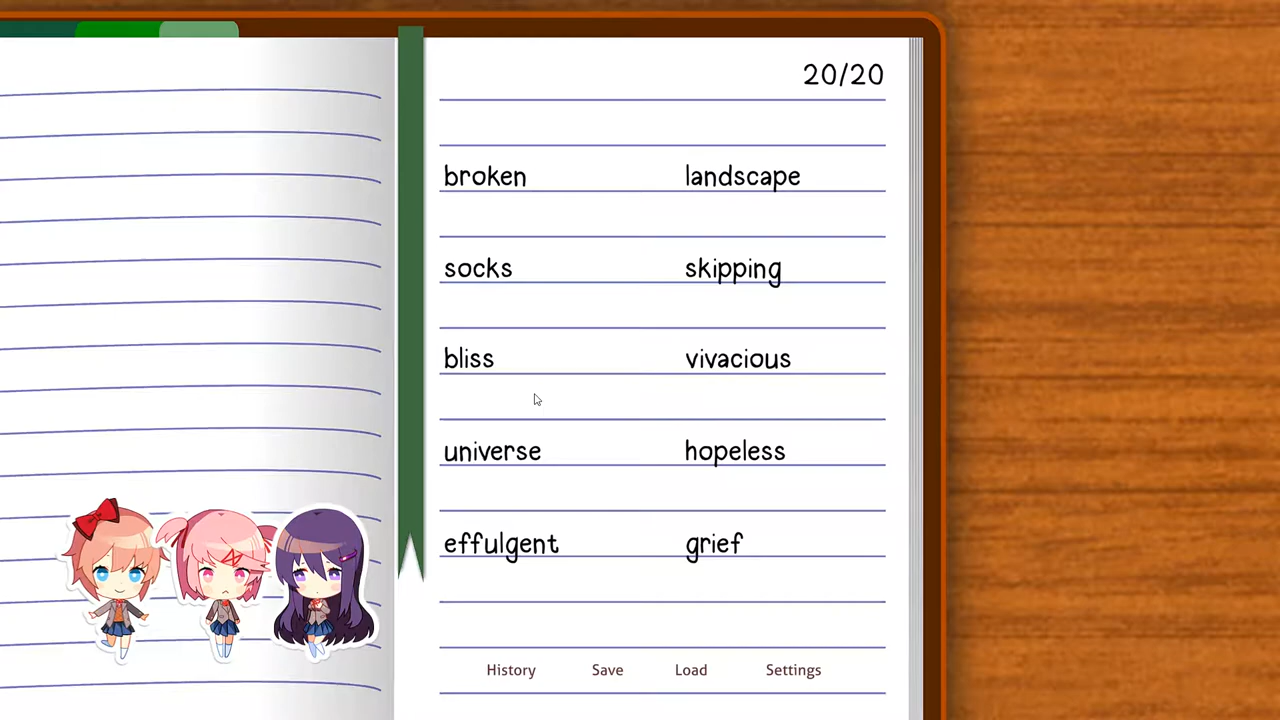 20/20
broken landscape
socks skipping
bliss vivacious
universe hopeless
effulgent grief
History Save Load Settings